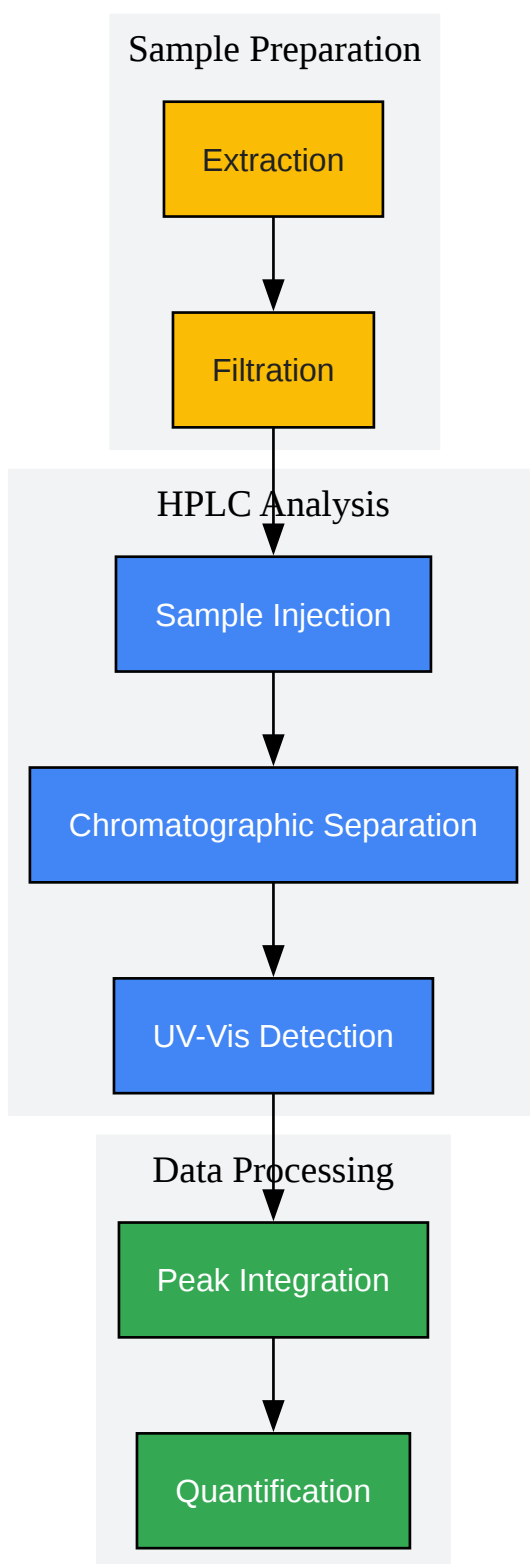 Sample Preparation
Extraction
Filtration
HPLC Analysis
Sample Injection
Chromatographic Separation
UV-Vis Detection
Data Processing
Peak Integration
Quantification